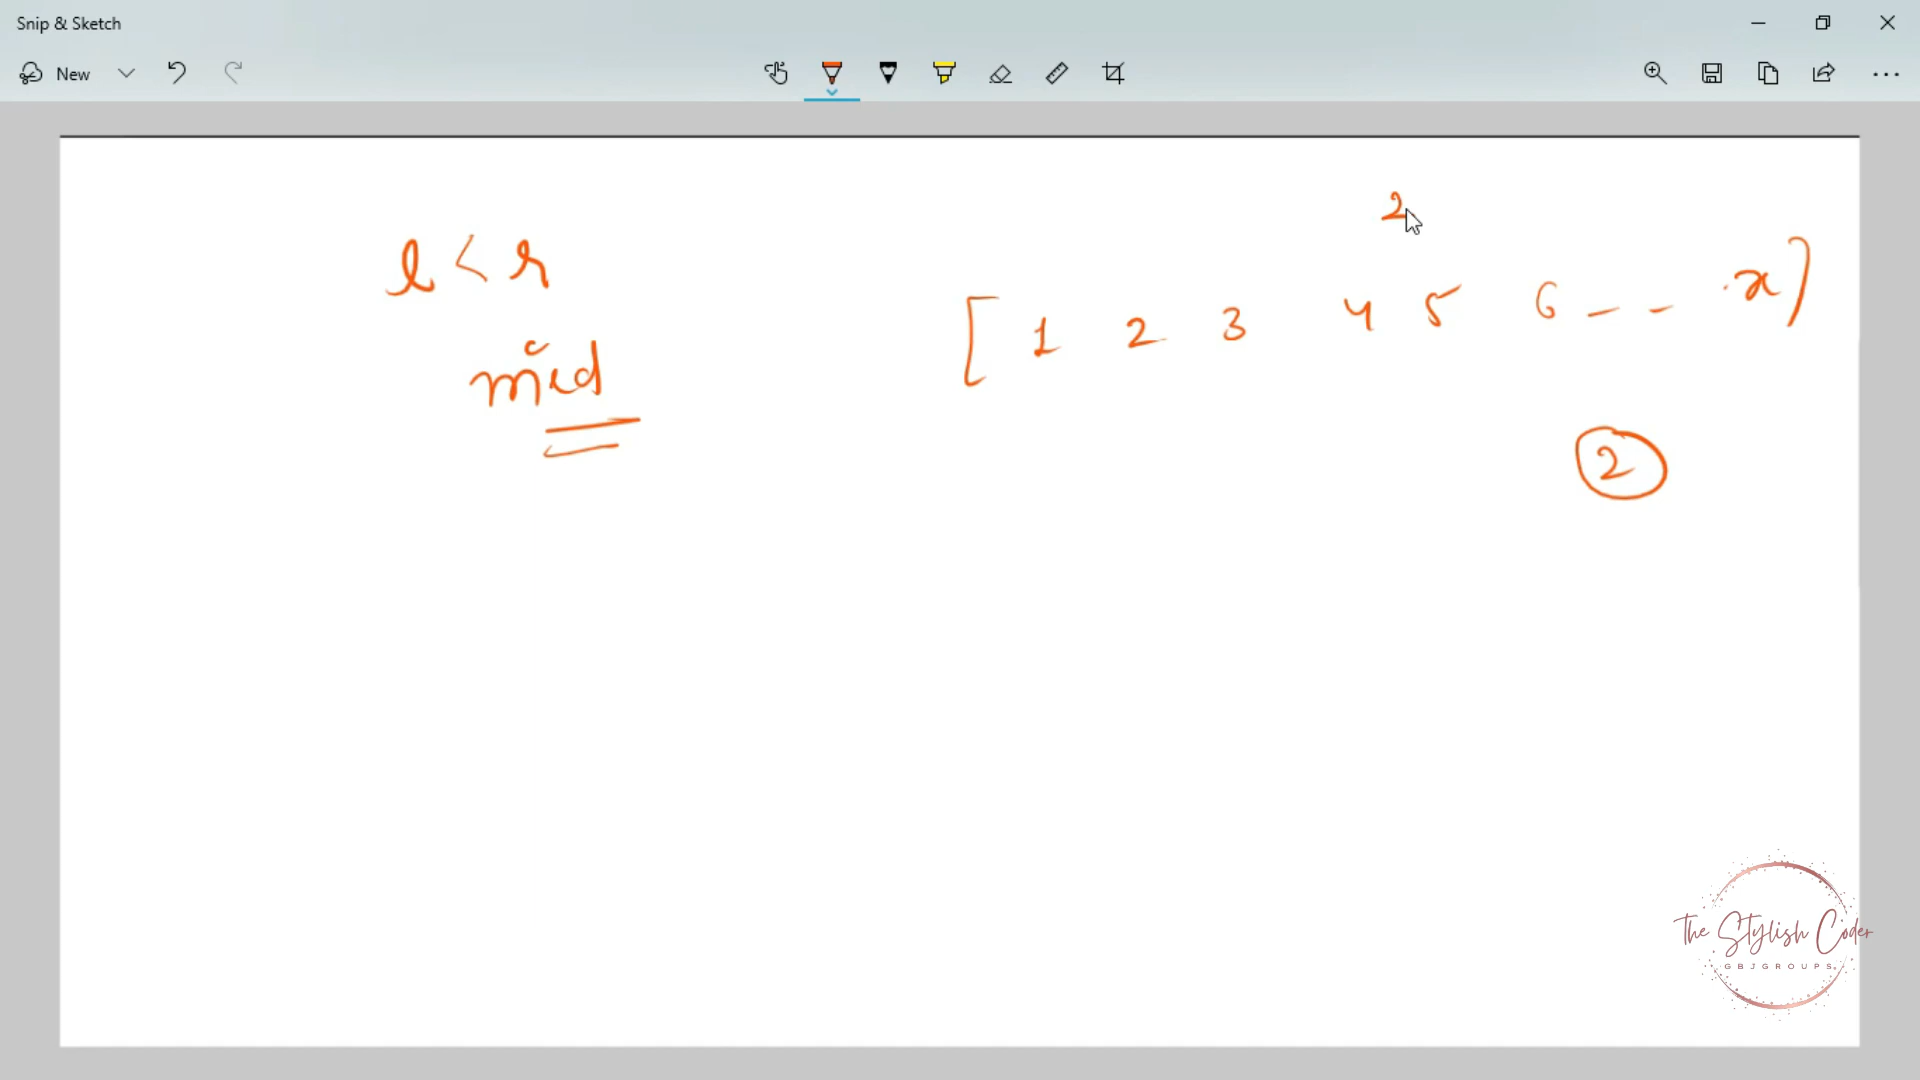 Snip & Sketch
New
2
l < r
[ 1 2 3 4 5 6 _ _ . x ]
mid
2
The Stylish Coder
GBJGROUPS